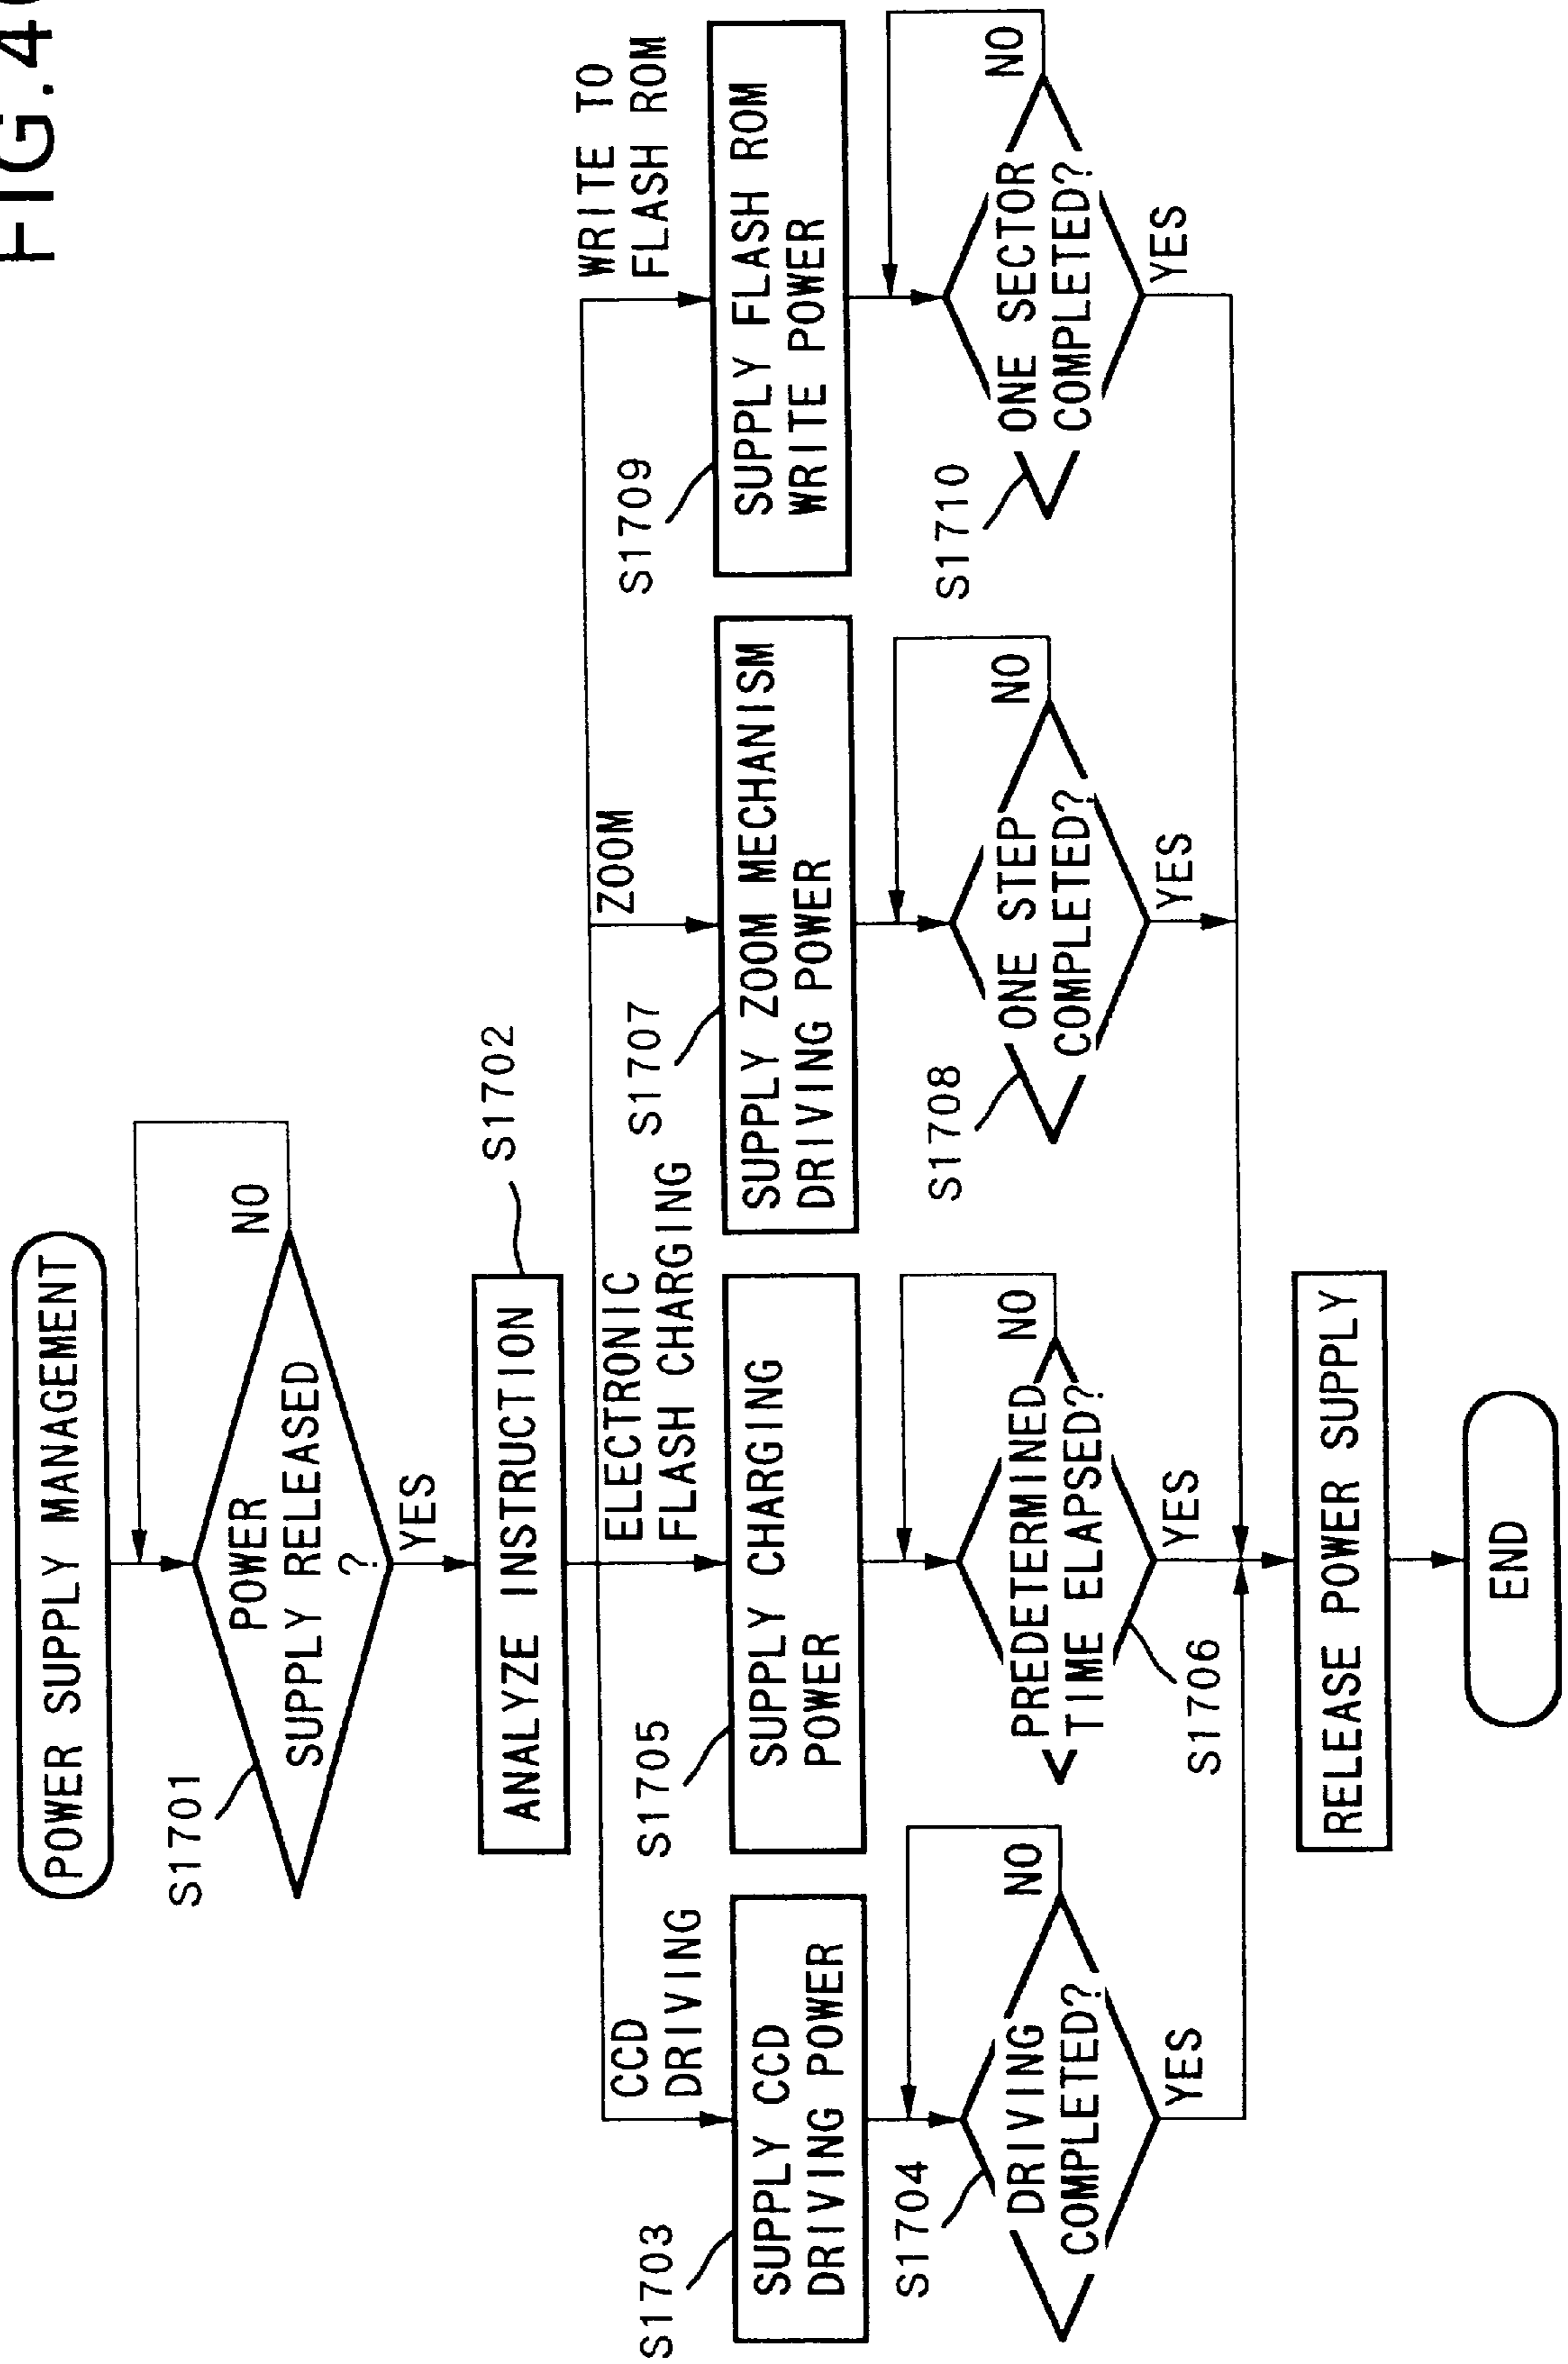 FIG.4
POWER SUPPLY MANAGEMENT
S1701
POWER
SUPPLY RELEASED
?
NO
YES
S1702
ANALYZE INSTRUCTION
CCD
DRIVING
ELECTRONIC
FLASH CHARGING
ZOOM
WRITE TO
FLASH ROM
S1703
SUPPLY CCD
DRIVING POWER
S1705
SUPPLY CHARGING
POWER
S1707
SUPPLY ZOOM MECHANISM
DRIVING POWER
S1709
SUPPLY FLASH ROM
WRITE POWER
S1704
DRIVING
COMPLETED?
NO
YES
S1706
PREDETERMINED
TIME ELAPSED?
NO
YES
S1708
ONE STEP
COMPLETED?
NO
YES
S1710
ONE SECTOR
COMPLETED?
NO
YES
RELEASE POWER SUPPLY
END